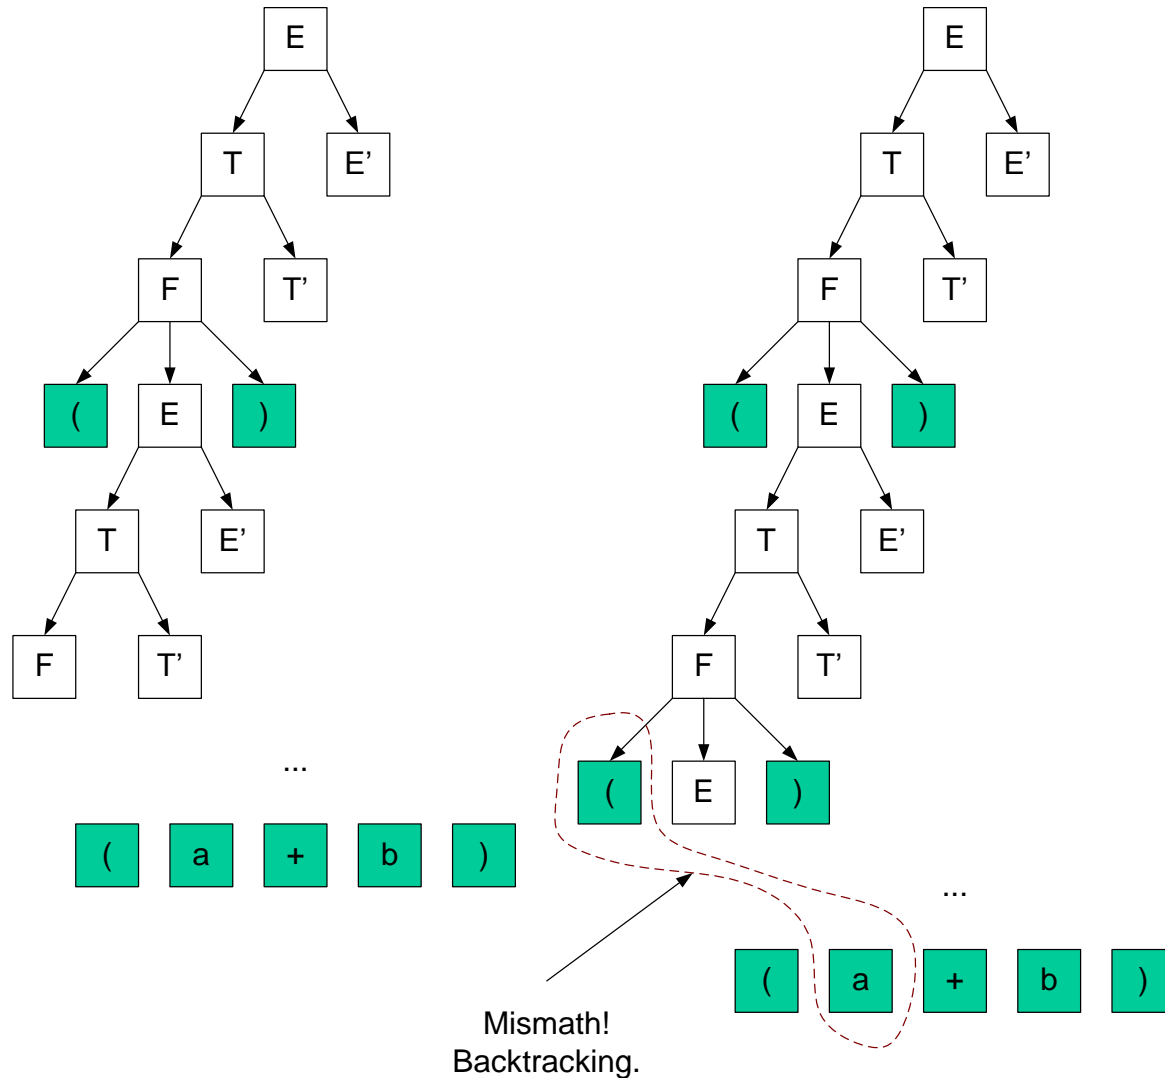 E E
T E’ T E’
F T’ F T’
( E ) ( E )
T E’ T E’
F T’ F T’
... ( E )
( a + b )
...
( a + b )
Mismath!
Backtracking.